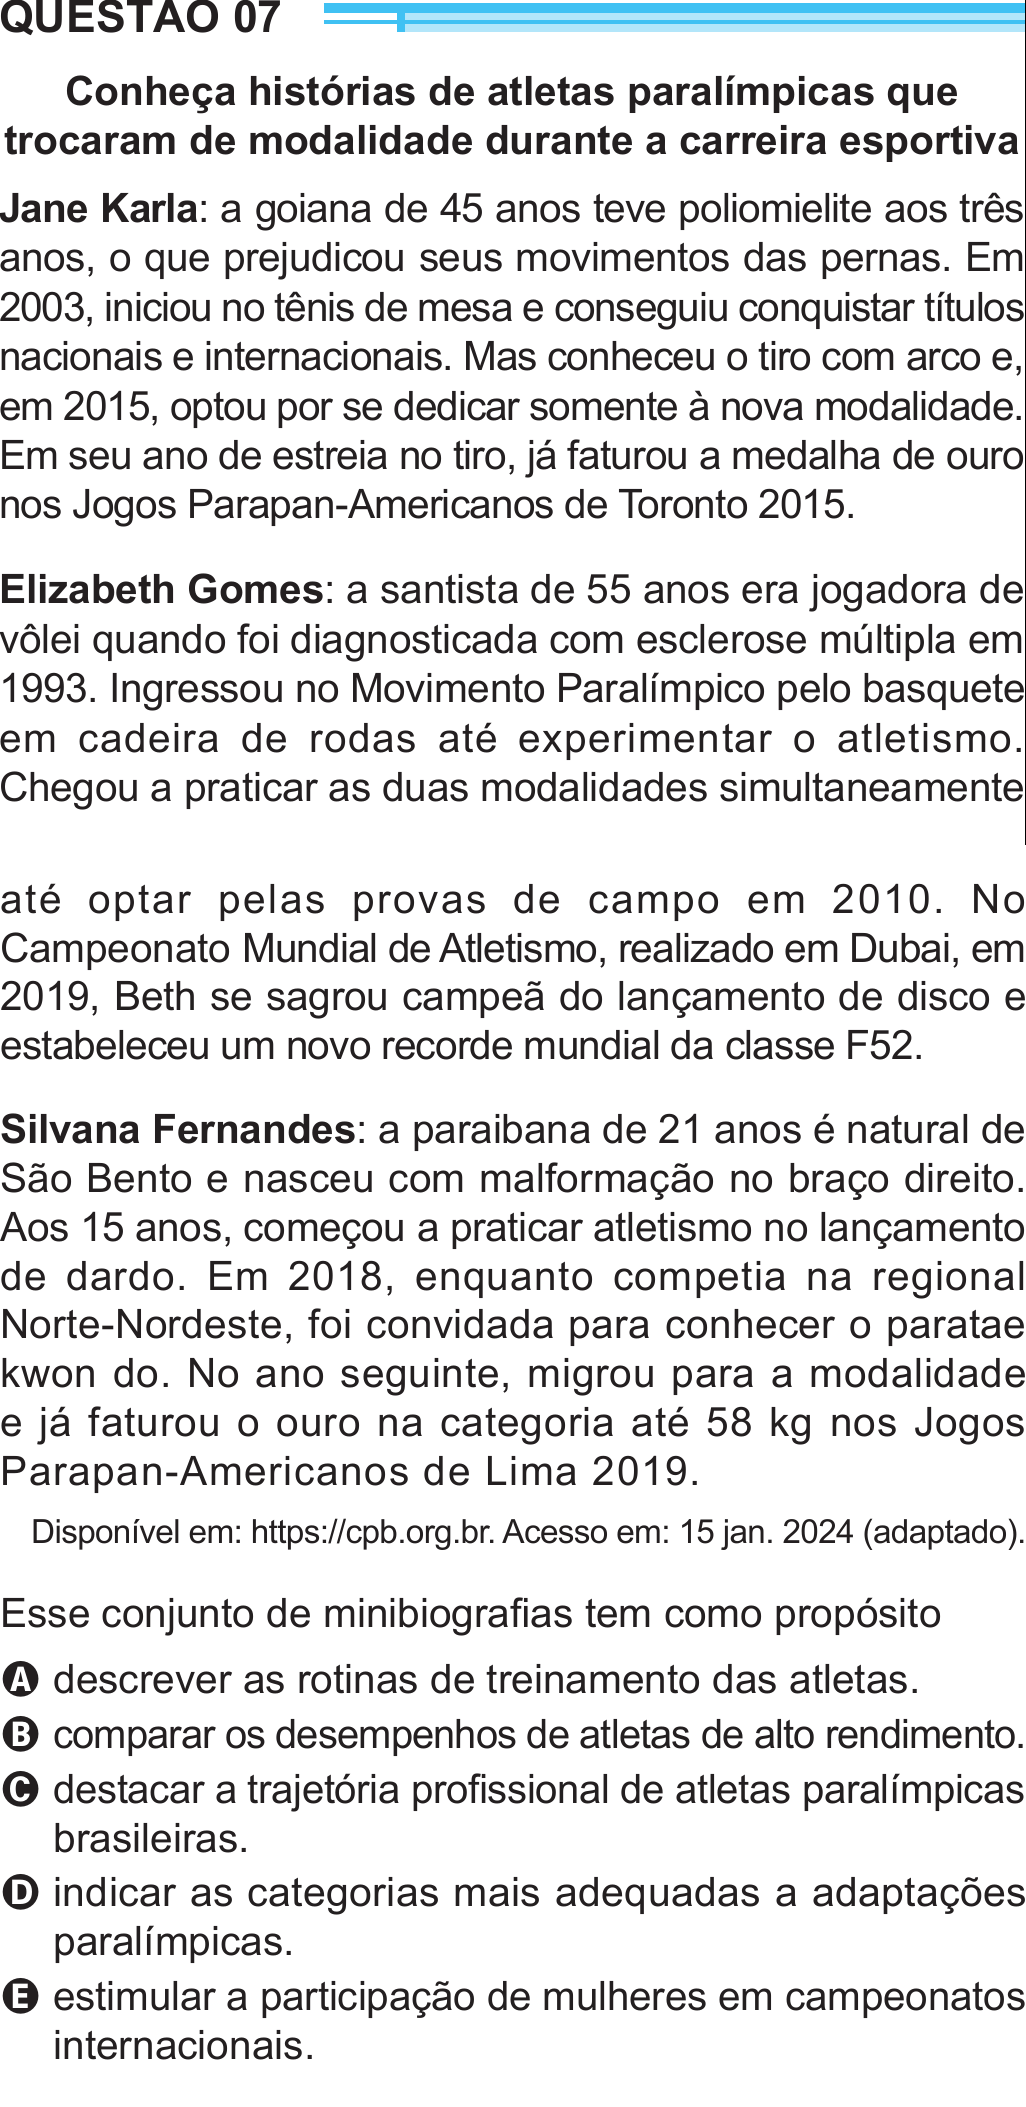 QUESTÃO 07
Conheça histórias de atletas paralímpicas que
trocaram de modalidade durante a carreira esportiva
Jane Karla: a goiana de 45 anos teve poliomielite aos três
anos, o que prejudicou seus movimentos das pernas. Em
2003, iniciou no tênis de mesa e conseguiu conquistar títulos
nacionais e internacionais. Mas conheceu o tiro com arco e,
em 2015, optou por se dedicar somente à nova modalidade.
Em seu ano de estreia no tiro, já faturou a medalha de ouro
nos Jogos Parapan-Americanos de Toronto 2015.
Elizabeth Gomes: a santista de 55 anos era jogadora de
vôlei quando foi diagnosticada com esclerose múltipla em
1993. Ingressou no Movimento Paralímpico pelo basquete
em cadeira de rodas até experimentar o atletismo.
Chegou a praticar as duas modalidades simultaneamente
até optar pelas provas de campo em 2010. No
Campeonato Mundial de Atletismo, realizado em Dubai, em
2019, Beth se sagrou campeã do lançamento de disco e
estabeleceu um novo recorde mundial da classe F52.
Silvana Fernandes: a paraibana de 21 anos é natural de
São Bento e nasceu com malformação no braço direito.
Aos 15 anos, começou a praticar atletismo no lançamento
de dardo. Em 2018, enquanto competia na regional
Norte-Nordeste, foi convidada para conhecer o paratae
kwon do. No ano seguinte, migrou para a modalidade
e já faturou o ouro na categoria até 58 kg nos Jogos
Parapan-Americanos de Lima 2019.
Disponível em: https://cpb.org.br. Acesso em: 15 jan. 2024 (adaptado).
Esse conjunto de minibiografias tem como propósito
A descrever as rotinas de treinamento das atletas.
B comparar os desempenhos de atletas de alto rendimento.
C destacar a trajetória profissional de atletas paralímpicas
brasileiras.
D indicar as categorias mais adequadas a adaptações
paralímpicas.
E estimular a participação de mulheres em campeonatos
internacionais.